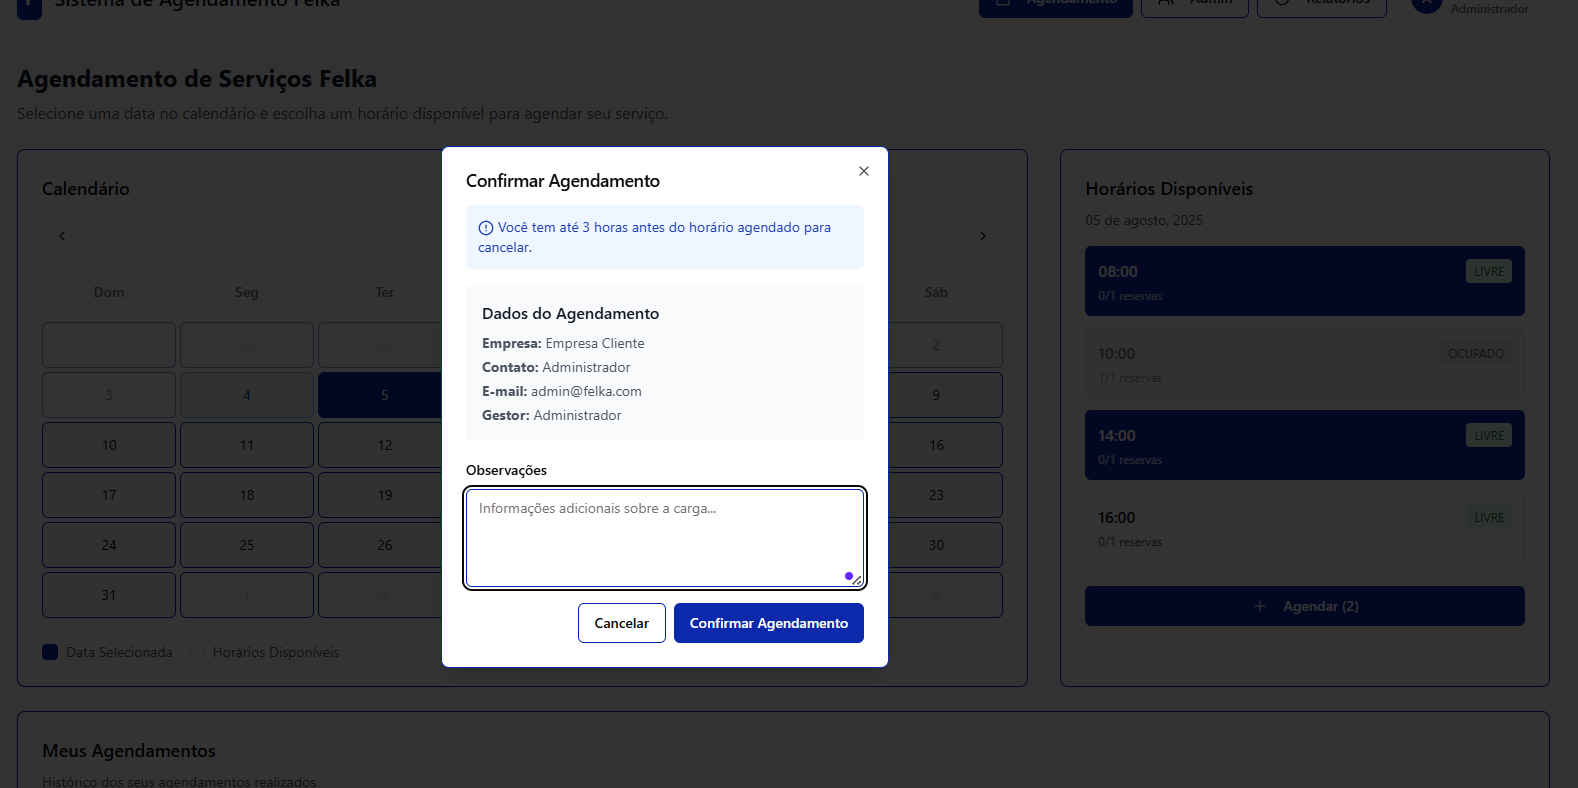 Sistema de Agendamento Felka
Agendamento
Admin
Relatórios
A
Administrador
Agendamento de Serviços Felka
Selecione uma data no calendário e escolha um horário disponível para agendar seu serviço.
Calendário
Dom Seg Ter Sáb
2
3 4 5 9
10 11 12 16
17 18 19 23
24 25 26 30
31 1 2 6
Data Selecionada Horários Disponíveis
Confirmar Agendamento
Você tem até 3 horas antes do horário agendado para
cancelar.
Dados do Agendamento
Empresa: Empresa Cliente
Contato: Administrador
E-mail: admin@felka.com
Gestor: Administrador
Observações
Informações adicionais sobre a carga...
Cancelar
Confirmar Agendamento
Horários Disponíveis
05 de agosto, 2025
08:00 LIVRE
0/1 reservas
10:00 OCUPADO
1/1 reservas
14:00 LIVRE
0/1 reservas
16:00 LIVRE
0/1 reservas
Agendar (2)
Meus Agendamentos
Histórico dos seus agendamentos realizados